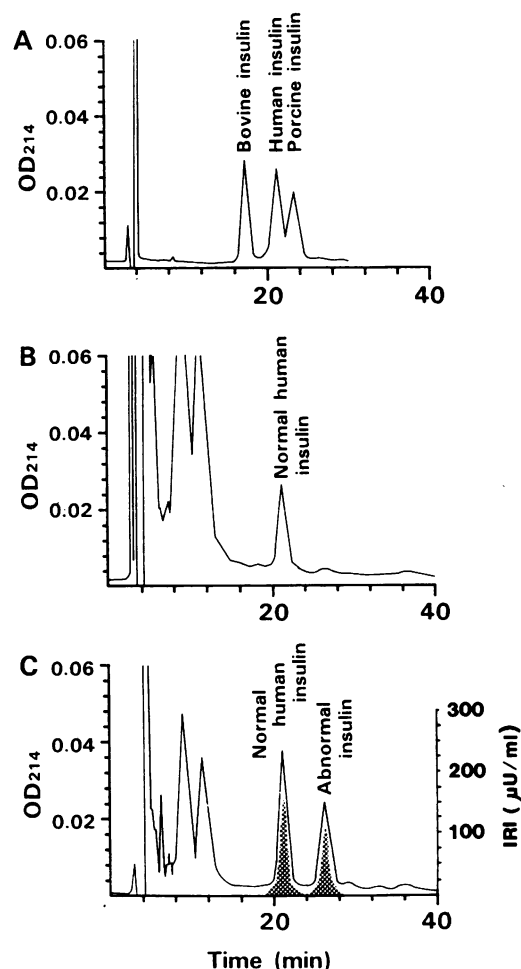 A
0.06
0.04
0.02
OD214
Bovine insulin
Human insulin
Porcine insulin
20
40
B
0.06
0.04
0.02
OD214
Normal human
insulin
20
40
C
0.06
0.04
0.02
OD214
Normal
human
insulin
Abnormal
insulin
300
200
100
IRI (μU/ml)
20
40
Time (min)